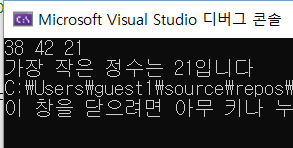 Microsoft Visual Studio 디버그 콘솔
38 42 21
가장 작은 정수는 21입니다
C:₩Users₩guest1₩source₩repos₩
이 창을 닫으려면 아무 키나 누